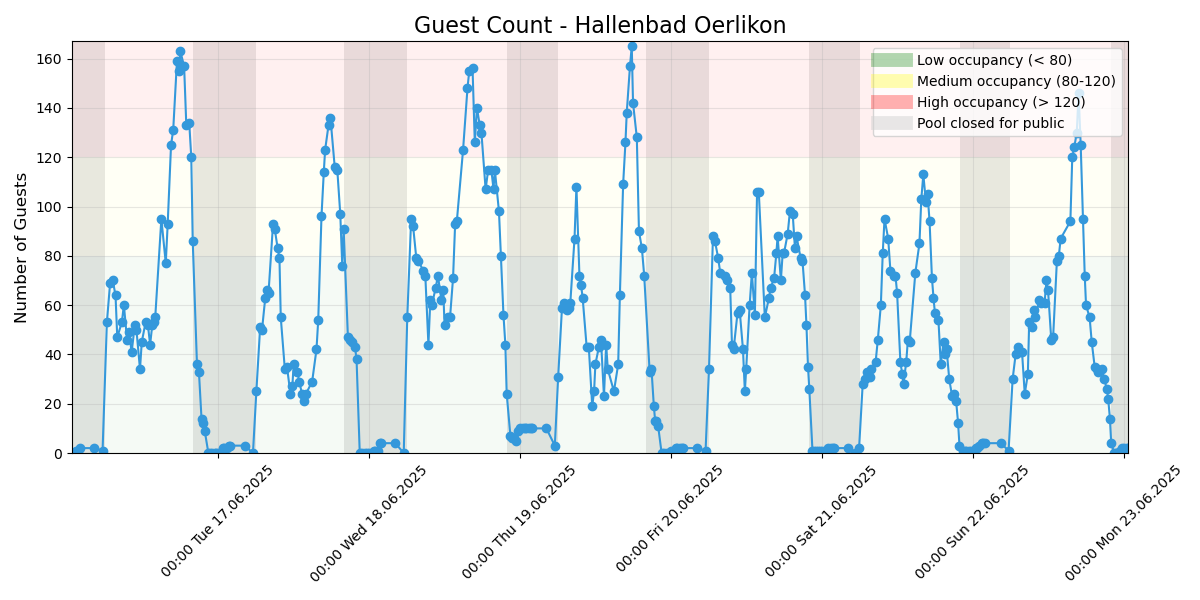 Guest Count - Hallenbad Oerlikon
Number of Guests
160
140
120
100
80
60
40
20
0
Low occupancy (< 80)
Medium occupancy (80-120)
High occupancy (> 120)
Pool closed for public
00:00 Tue 17.06.2025
00:00 Wed 18.06.2025
00:00 Thu 19.06.2025
00:00 Fri 20.06.2025
00:00 Sat 21.06.2025
00:00 Sun 22.06.2025
00:00 Mon 23.06.2025